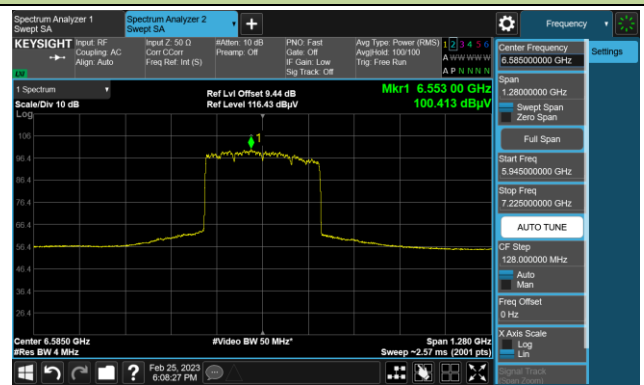 Spectrum Analyzer 1
Swept SA
Spectrum Analyzer 2
Swept SA
Frequency
KEYSIGHT
Input: RF
Coupling: AC
Align: Auto
Input Z: 50 Ω
Corr CCorr
Freq Ref: Int (S)
#Atten: 10 dB
Preamp: Off
PNO: Fast
Gate: Off
IF Gain: Low
Sig Track: Off
Avg Type: Power (RMS)
Avg|Hold: 100/100
Trig: Free Run
1 2 3 4 5 6
A W W W W W
A P N N N N
LW
1 Spectrum
Scale/Div 10 dB
Log
Ref Lvl Offset 9.44 dB
Ref Level 116.43 dBµV
Mkr1 6.553 00 GHz
100.413 dBµV
1
106
96.4
86.4
76.4
66.4
56.4
46.4
36.4
26.4
Center 6.5850 GHz
#Res BW 4 MHz
#Video BW 50 MHz*
Span 1.280 GHz
Sweep ~2.57 ms (2001 pts)
Center Frequency
6.585000000 GHz
Settings
Span
1.28000000 GHz
Swept Span
Zero Span
Full Span
Start Freq
5.945000000 GHz
Stop Freq
7.225000000 GHz
AUTO TUNE
CF Step
128.000000 MHz
Auto
Man
Freq Offset
0 Hz
X Axis Scale
Log
Lin
Signal Track
(Span Zoom)
?
Feb 25, 2023
6:08:27 PM